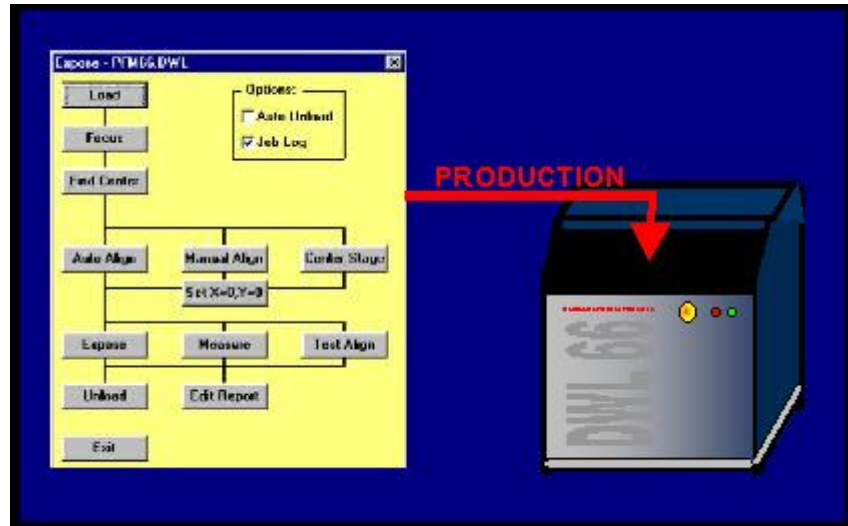 Expose - PFM66.DWL
Load
Options:
Auto Unload
Focus
Job Log
Find Center
PRODUCTION
Auto Align Manual Align Center Stage
Set X=0,Y=0
Expose Measure Test Align
Unload Edit Report
Exit
DWL 66